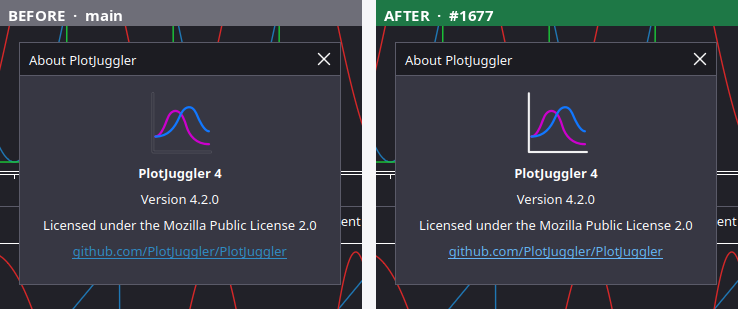 BEFORE · main
About PlotJuggler
PlotJuggler 4
Version 4.2.0
Licensed under the Mozilla Public License 2.0
github.com/PlotJuggler/PlotJuggler
ent
AFTER · #1677
About PlotJuggler
PlotJuggler 4
Version 4.2.0
Licensed under the Mozilla Public License 2.0
github.com/PlotJuggler/PlotJuggler
ent